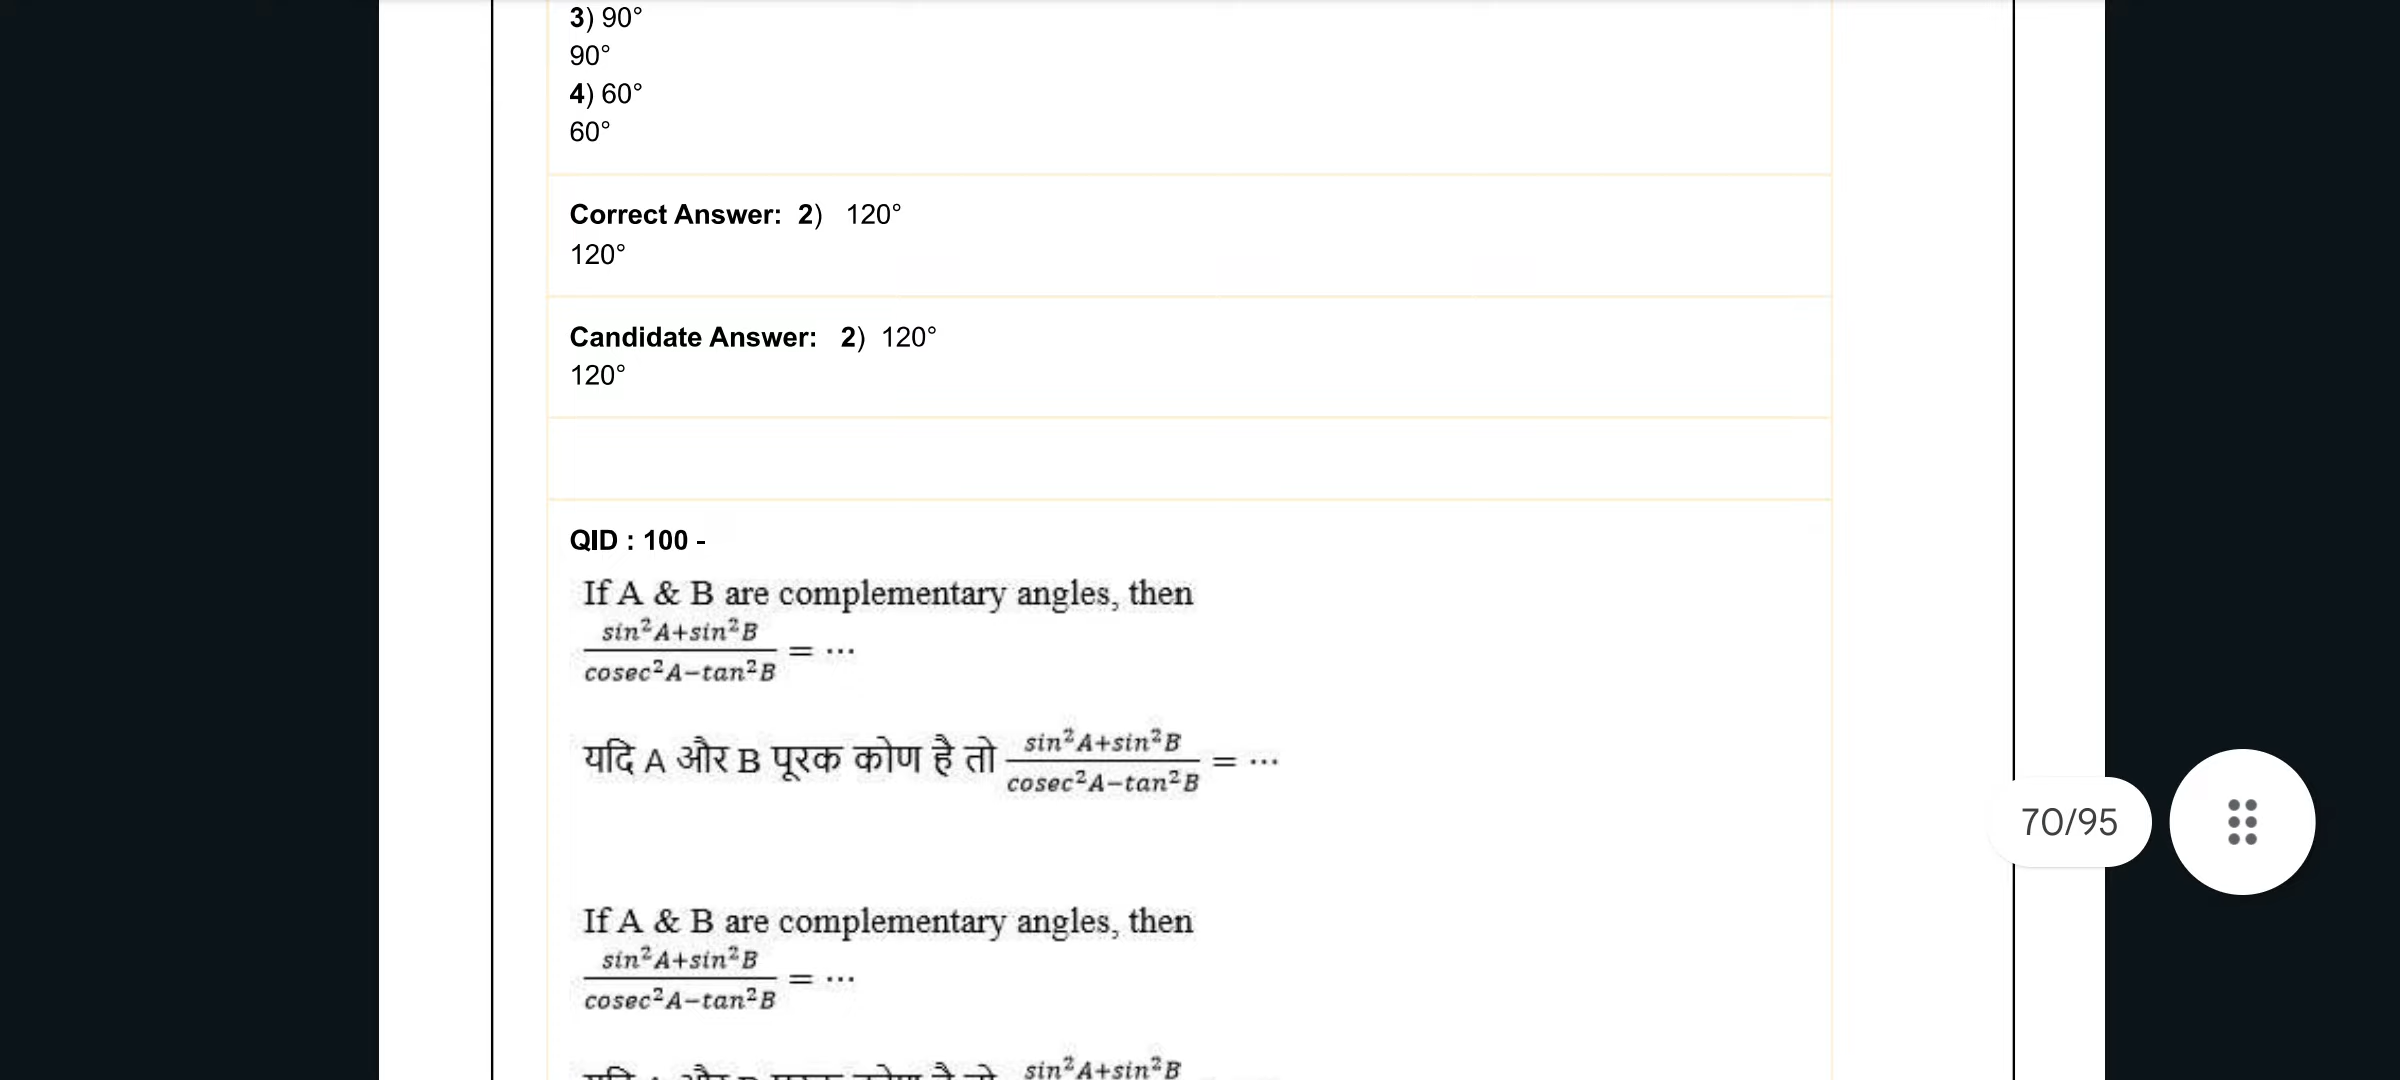 3) 90°
90°
4) 60°
60°
Correct Answer: 2) 120°
120°
Candidate Answer: 2) 120°
120°
QID : 100 -
If A & B are complementary angles, then
sin²A+sin²B
cosec²A−tan²B = ⋯
यदि A और B पूरक कोण है तो sin²A+sin²B / cosec²A−tan²B = ⋯
70/95
If A & B are complementary angles, then
sin²A+sin²B
cosec²A−tan²B = ⋯
sin²A+sin²B